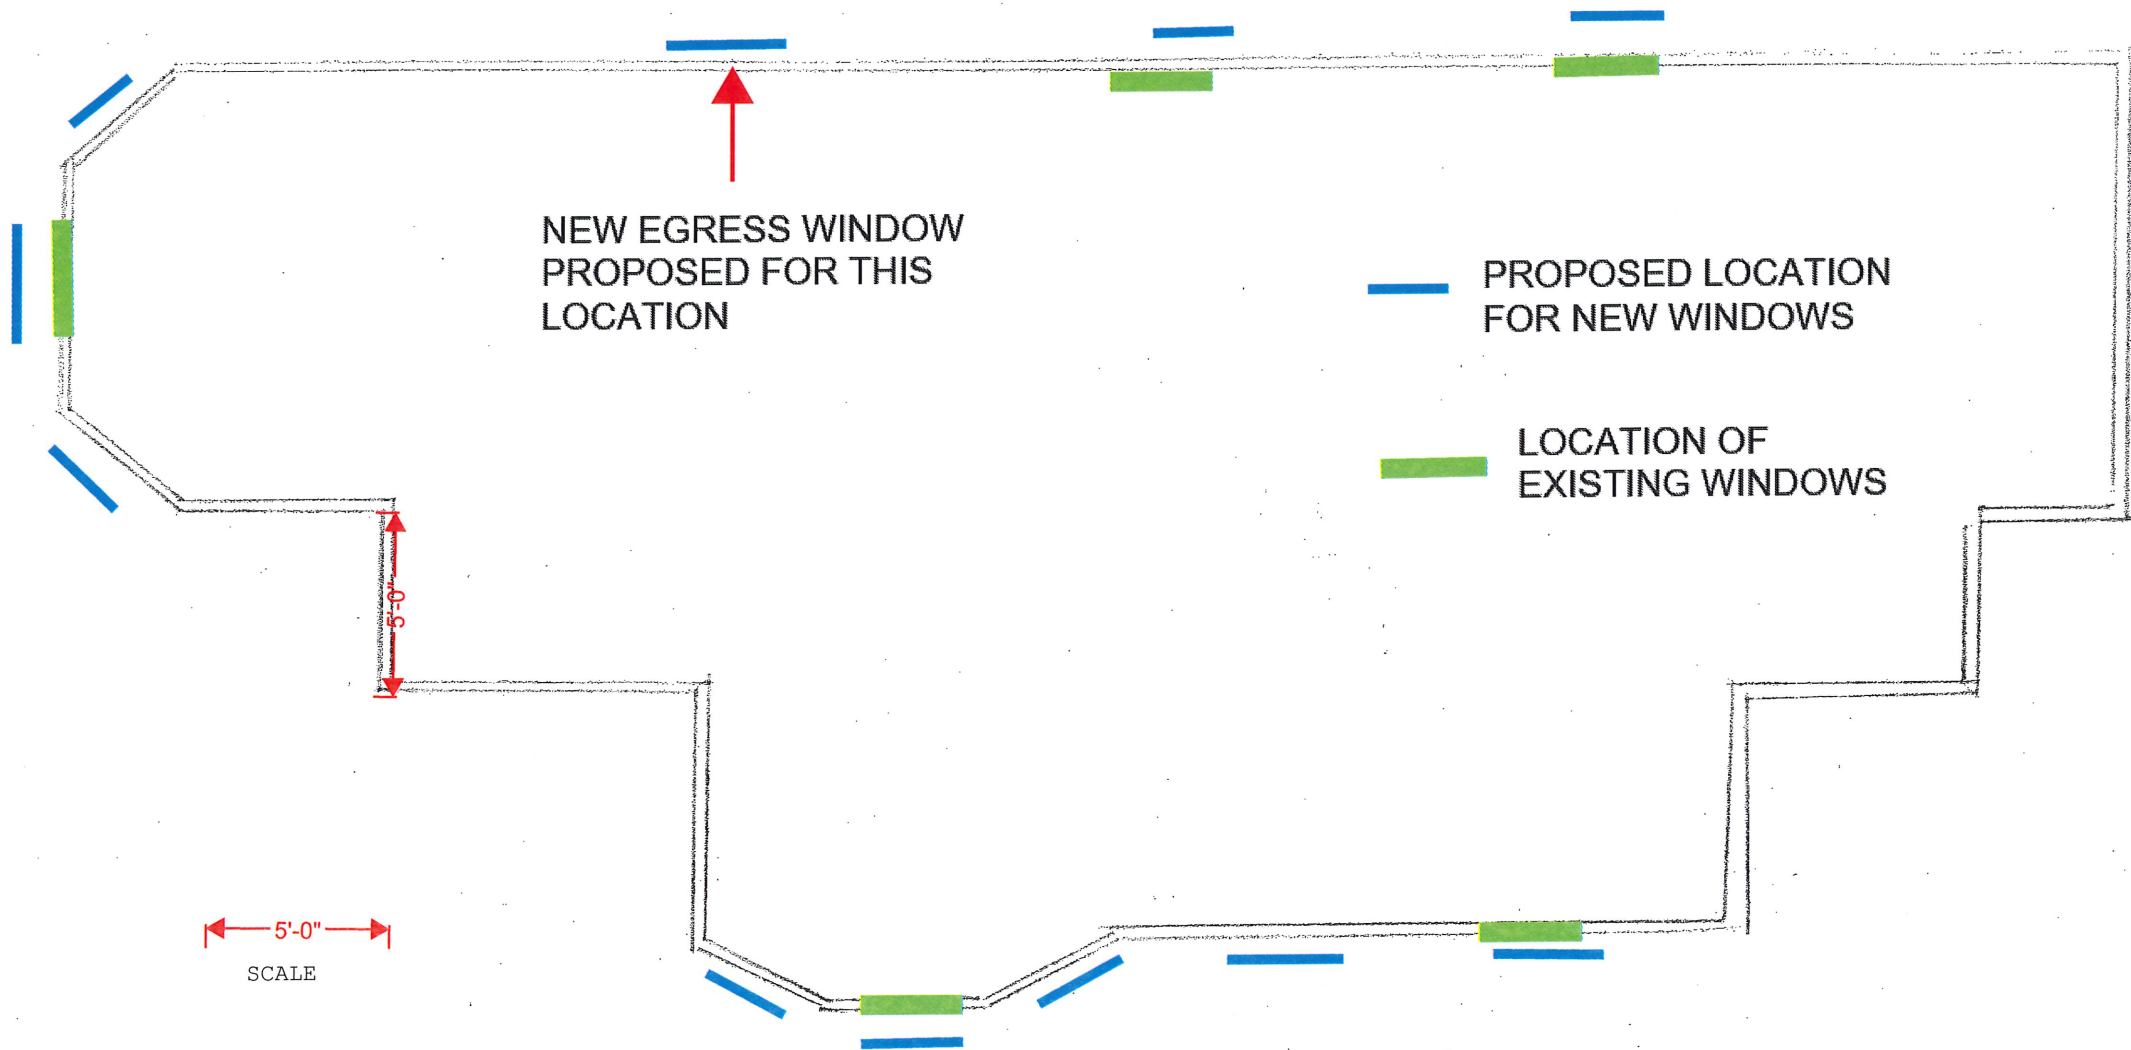 NEW EGRESS WINDOW
PROPOSED FOR THIS
LOCATION
PROPOSED LOCATION
FOR NEW WINDOWS
LOCATION OF
EXISTING WINDOWS
5'-0"
5'-0"
SCALE